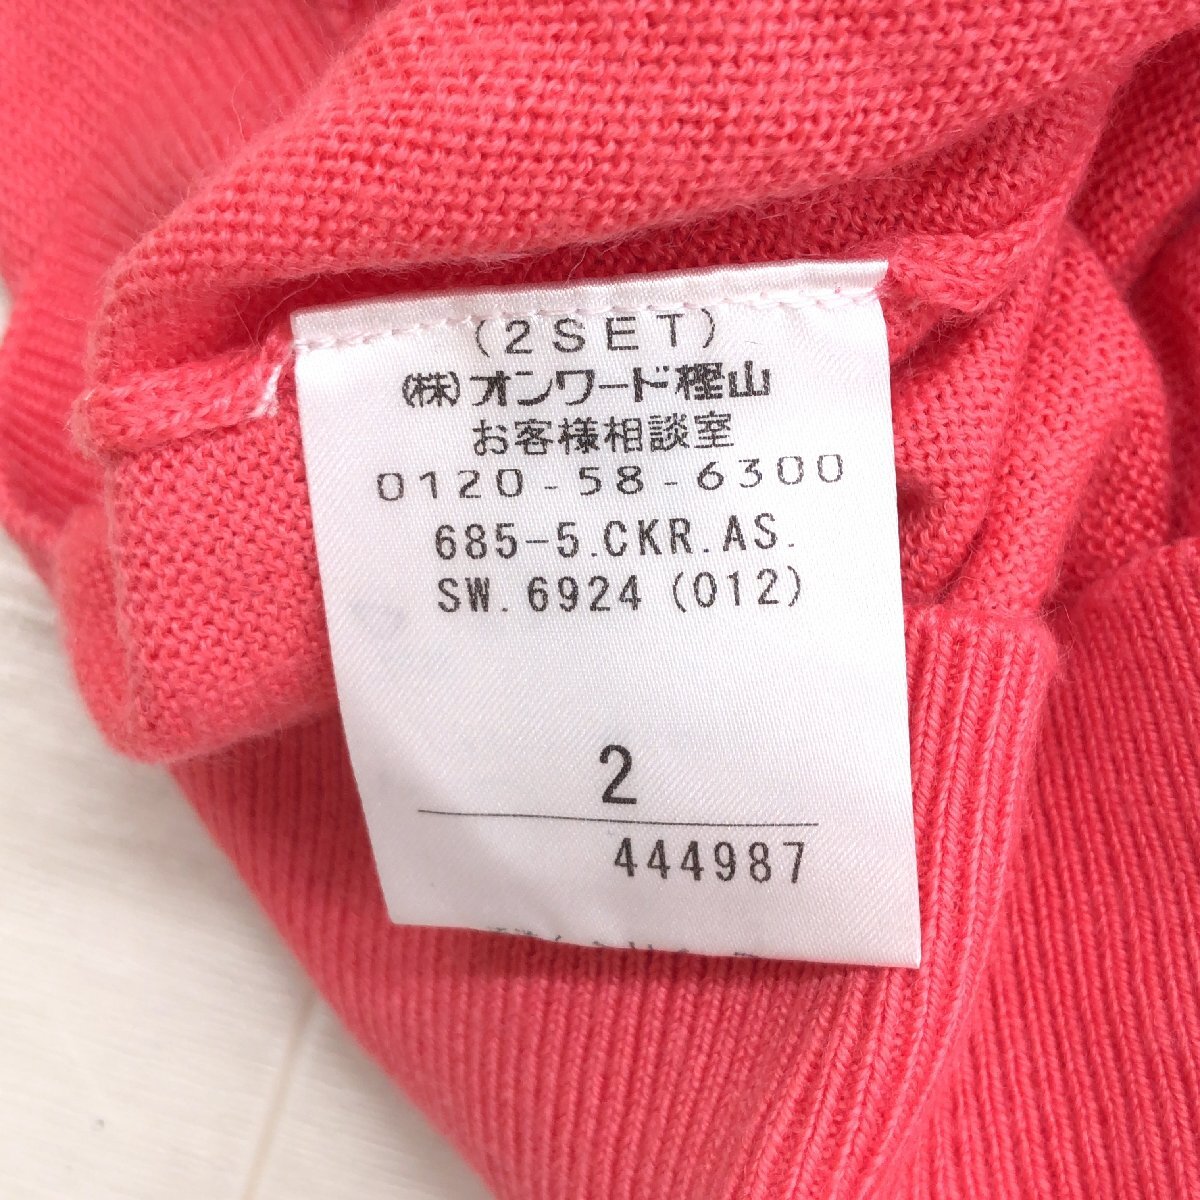 (2SET)
(株)オンワード樫山
お客様相談室
0120-58-6300
685-5.CKR.AS.
SW.6924 (012)
2
444987